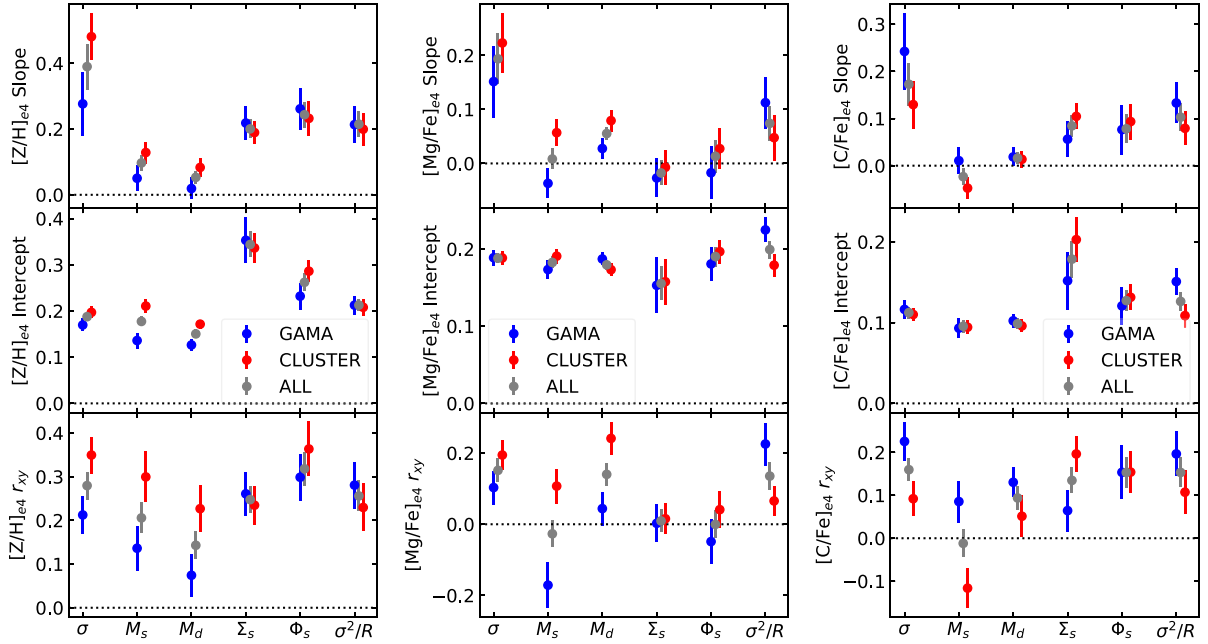 [Z/H]e4 Slope
0.4
0.2
0.0
[Mg/Fe]e4 Slope
0.2
0.1
0.0
[C/Fe]e4 Slope
0.3
0.2
0.1
0.0
[Z/H]e4 Intercept
0.4
0.3
0.2
0.1
0.0
GAMA
CLUSTER
ALL
[Mg/Fe]e4 Intercept
0.2
0.1
0.0
GAMA
CLUSTER
ALL
[C/Fe]e4 Intercept
0.2
0.1
0.0
GAMA
CLUSTER
ALL
[Z/H]e4 rxy
0.4
0.3
0.2
0.1
0.0
σ Ms Md Σs Φs σ²/R
[Mg/Fe]e4 rxy
0.2
0.0
−0.2
σ Ms Md Σs Φs σ²/R
[C/Fe]e4 rxy
0.2
0.1
0.0
−0.1
σ Ms Md Σs Φs σ²/R